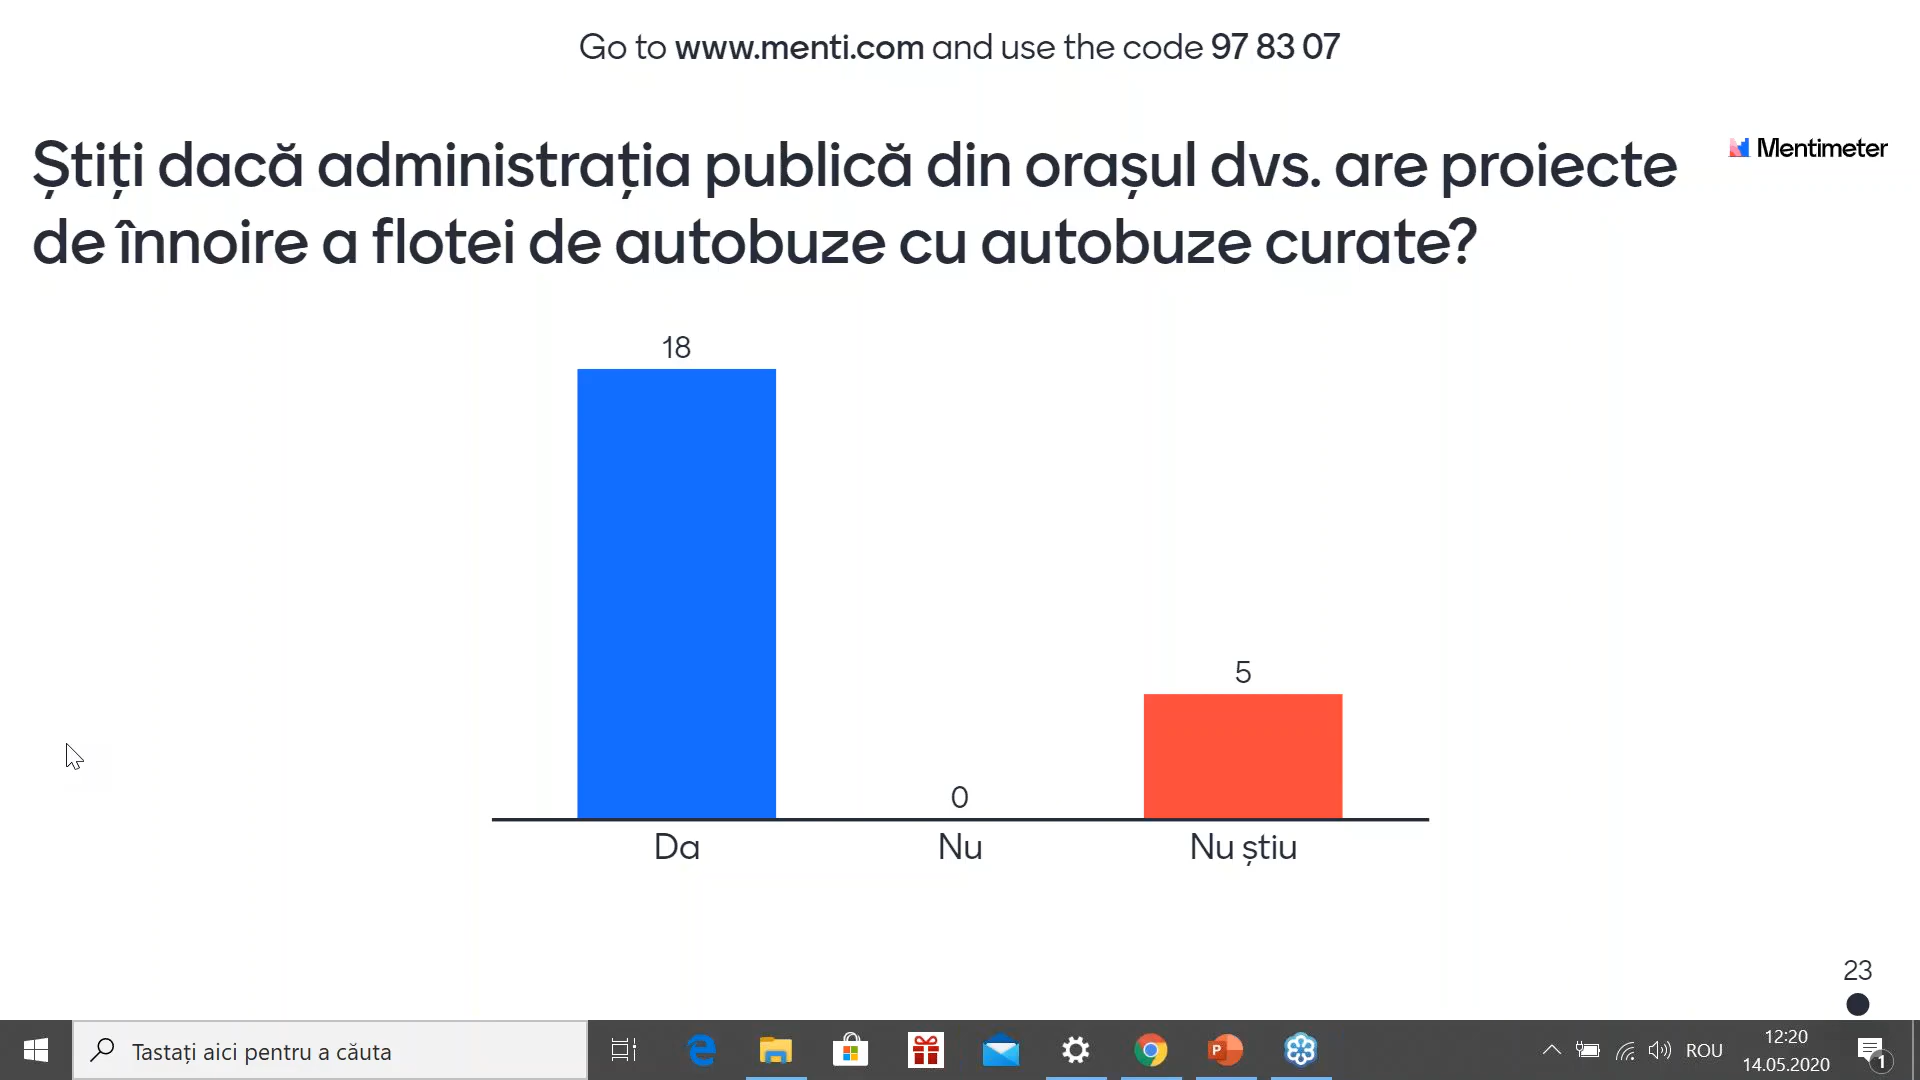 Go to www.menti.com and use the code 97 83 07
Știți dacă administrația publică din orașul dvs. are proiecte
de înnoire a flotei de autobuze cu autobuze curate?
Mentimeter
18
0
5
Da
Nu
Nu știu
23
Tastați aici pentru a căuta
P
ROU
12:20
14.05.2020
1